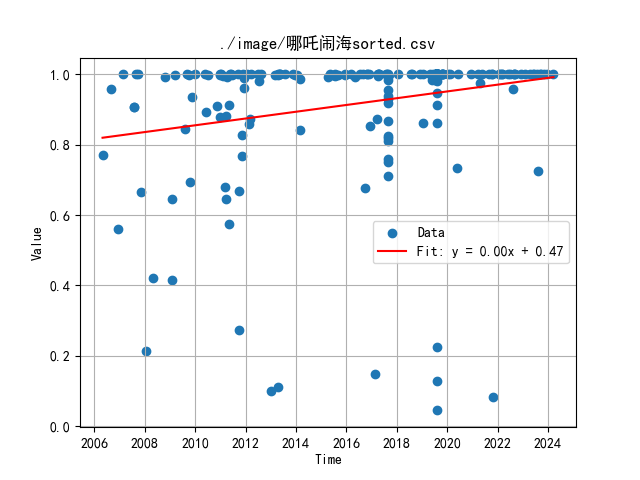 ./image/哪吒闹海sorted.csv
1.0
0.8
0.6
0.4
0.2
0.0
Value
Data
Fit: y = 0.00x + 0.47
2006 2008 2010 2012 2014 2016 2018 2020 2022 2024
Time